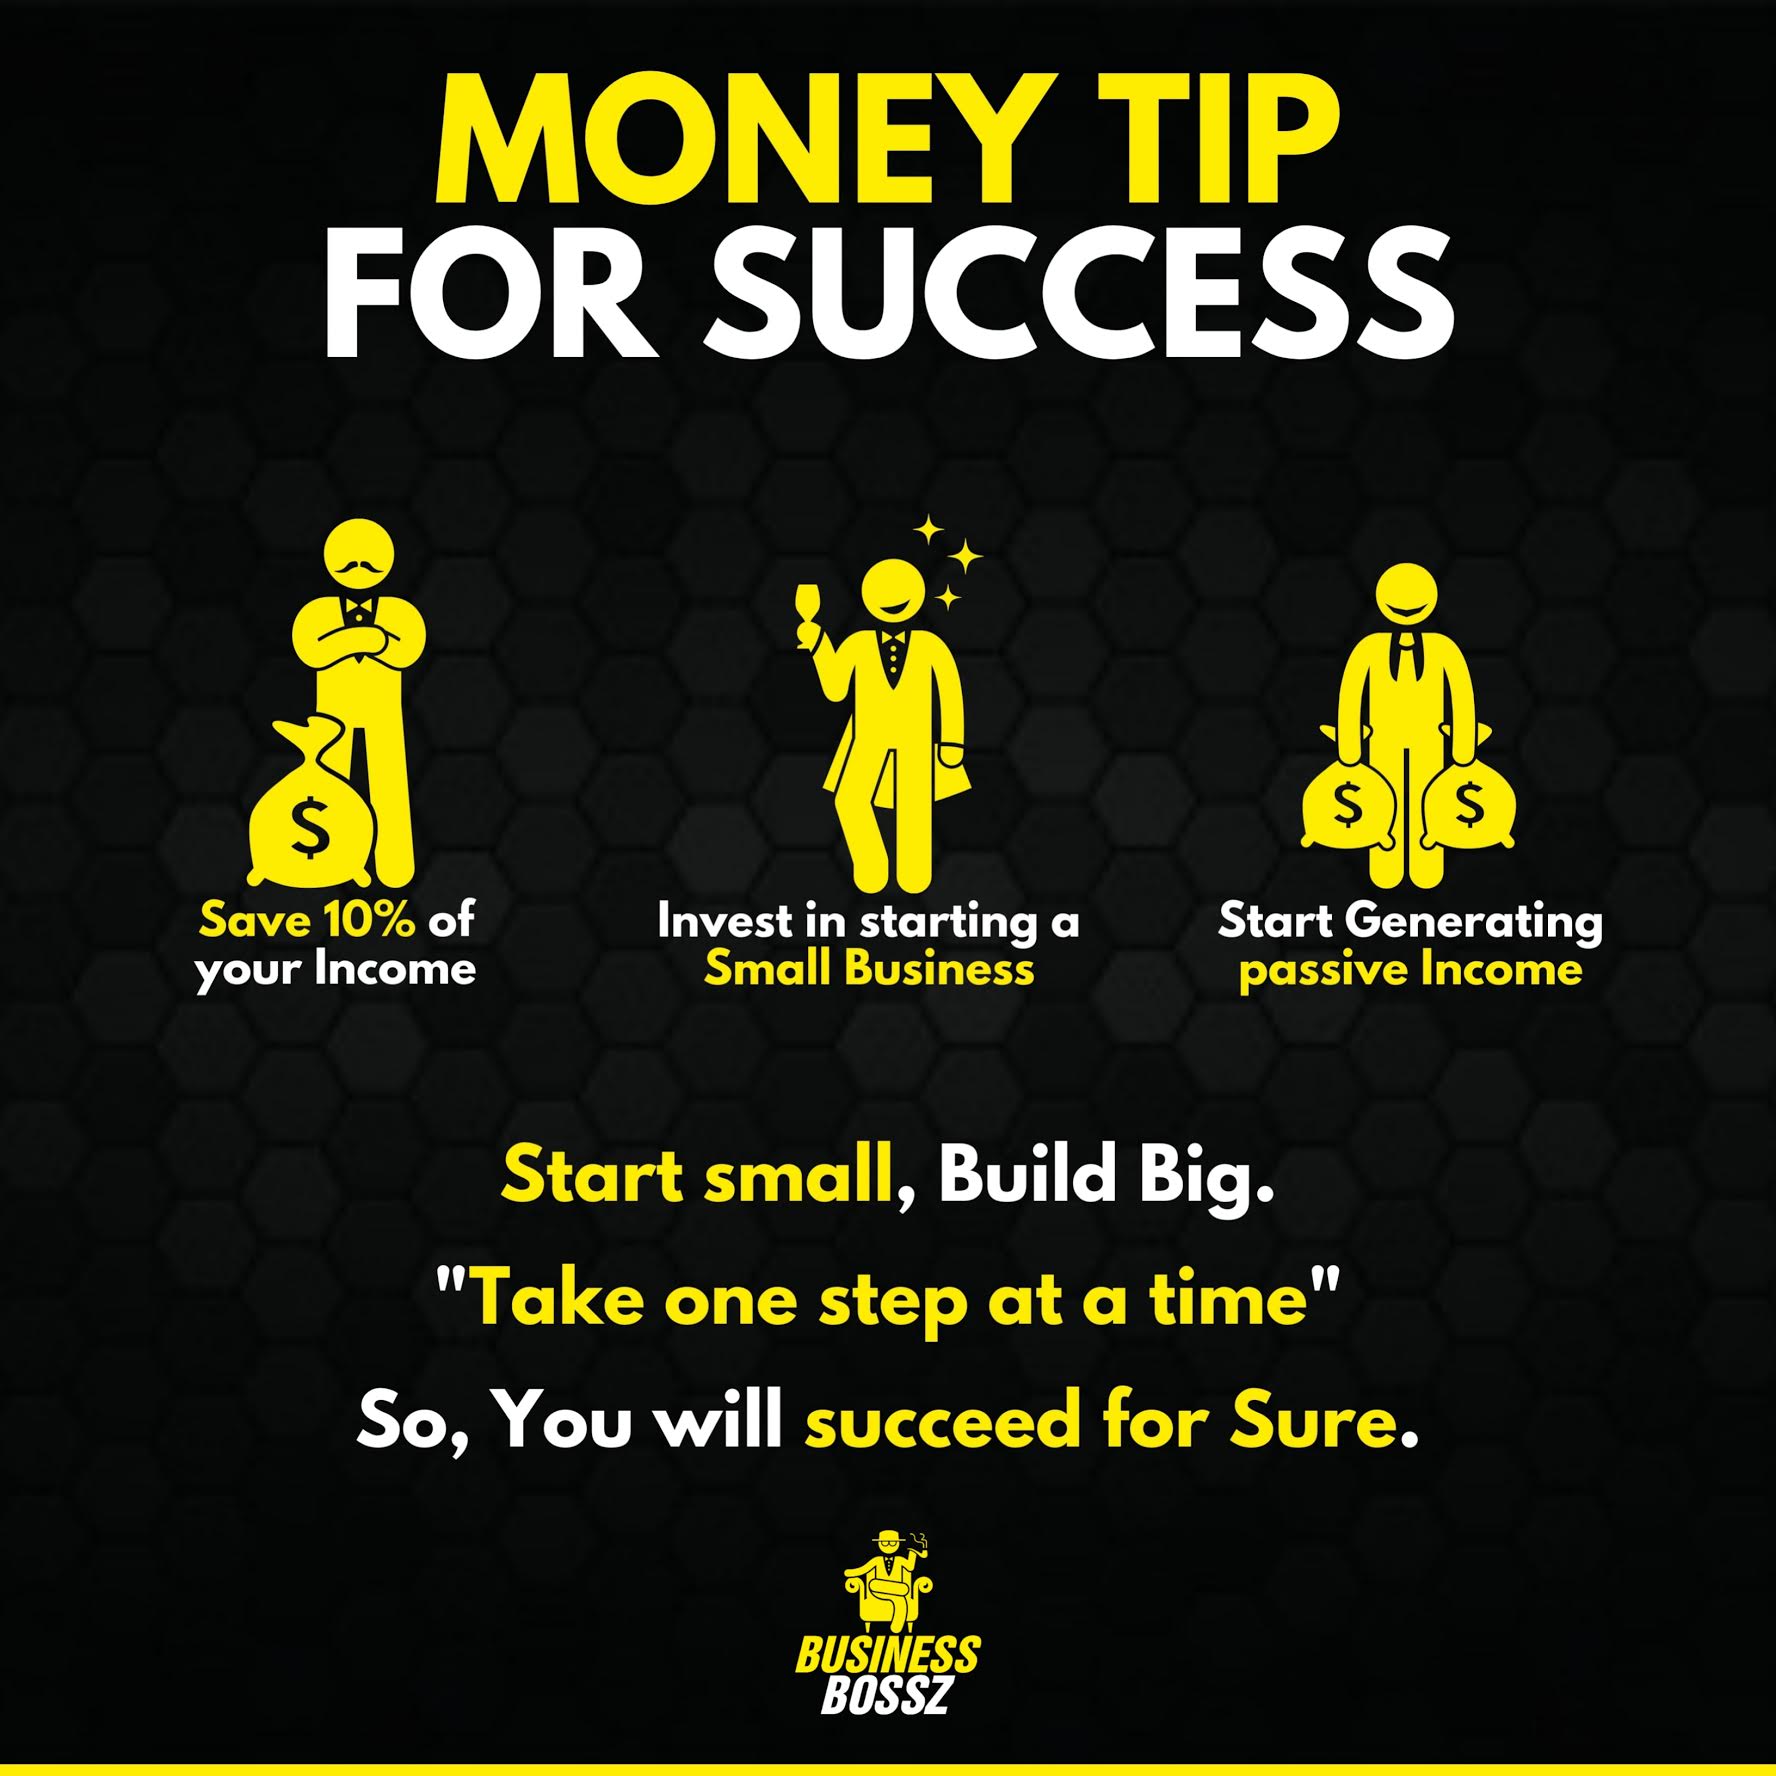 MONEY TIP
FOR SUCCESS
$
$ $
Save 10% of
your Income
Invest in starting a
Small Business
Start Generating
passive Income
Start small, Build Big.
"Take one step at a time"
So, You will succeed for Sure.
BUSINESS
BOSSZ